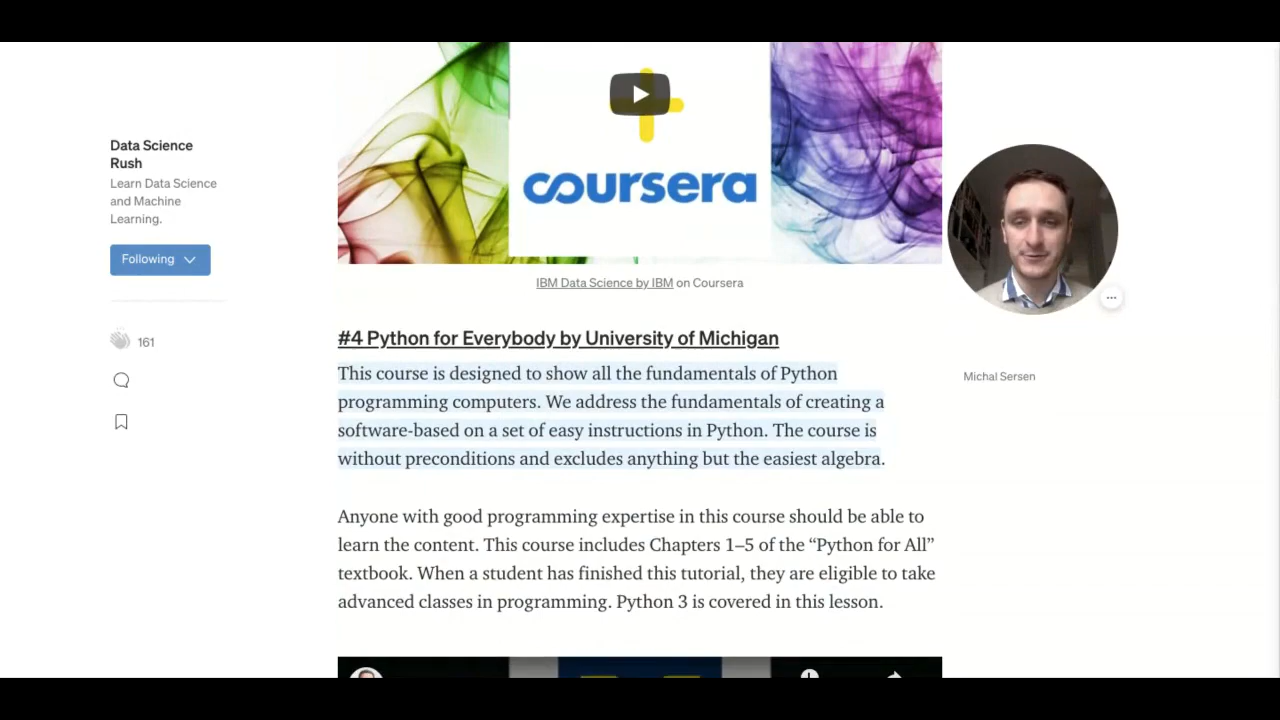 Data Science
Rush
Learn Data Science
and Machine
Learning.
Following
161
coursera
IBM Data Science by IBM on Coursera
#4 Python for Everybody by University of Michigan
This course is designed to show all the fundamentals of Python
programming computers. We address the fundamentals of creating a
software-based on a set of easy instructions in Python. The course is
without preconditions and excludes anything but the easiest algebra.
Anyone with good programming expertise in this course should be able to
learn the content. This course includes Chapters 1–5 of the “Python for All”
textbook. When a student has finished this tutorial, they are eligible to take
advanced classes in programming. Python 3 is covered in this lesson.
Michal Sersen